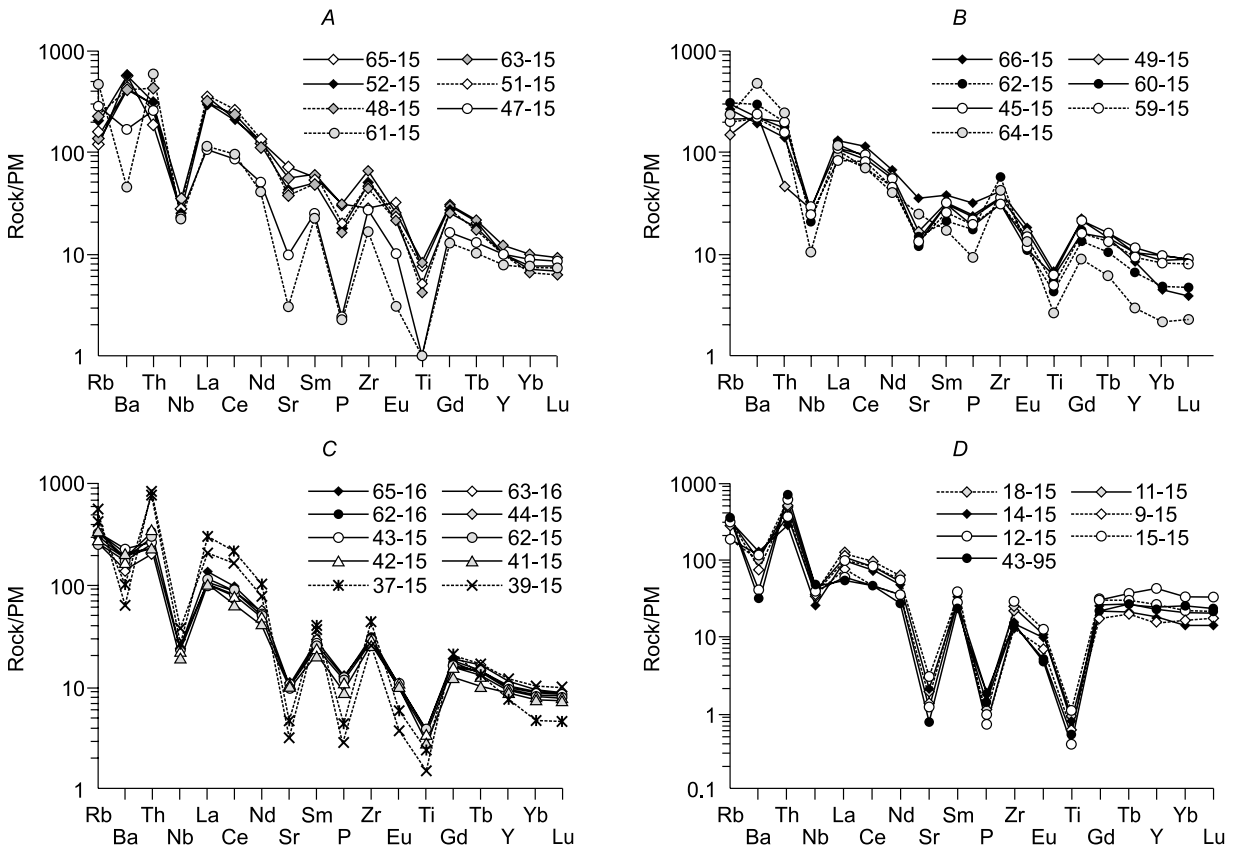 A
1000
100
10
1
Rock/PM
65-15 63-15
52-15 51-15
48-15 47-15
61-15
Rb Th La Nd Sm Zr Ti Tb Yb
Ba Nb Ce Sr P Eu Gd Y Lu
B
1000
100
10
1
Rock/PM
66-15 49-15
62-15 60-15
45-15 59-15
64-15
Rb Th La Nd Sm Zr Ti Tb Yb
Ba Nb Ce Sr P Eu Gd Y Lu
C
1000
100
10
1
Rock/PM
65-16 63-16
62-16 44-15
43-15 62-15
42-15 41-15
37-15 39-15
Rb Th La Nd Sm Zr Ti Tb Yb
Ba Nb Ce Sr P Eu Gd Y Lu
D
1000
100
10
1
0.1
Rock/PM
18-15 11-15
14-15 9-15
12-15 15-15
43-95
Rb Th La Nd Sm Zr Ti Tb Yb
Ba Nb Ce Sr P Eu Gd Y Lu